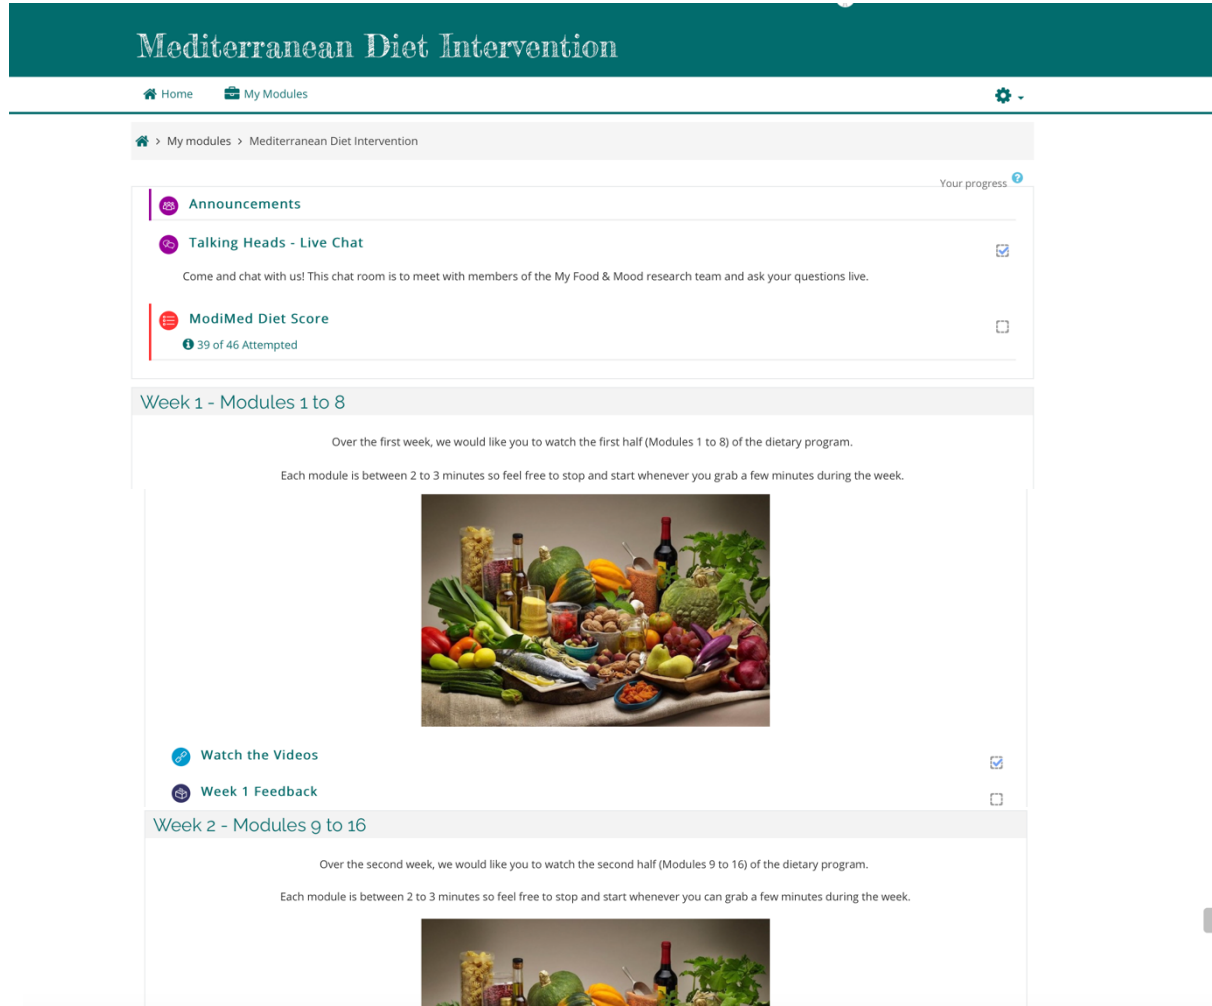 Mediterranean Diet Intervention
Home My Modules
> My modules > Mediterranean Diet Intervention
Your progress ?
Announcements
Talking Heads - Live Chat
Come and chat with us! This chat room is to meet with members of the My Food & Mood research team and ask your questions live.
ModiMed Diet Score
39 of 46 Attempted
Week 1 - Modules 1 to 8
Over the first week, we would like you to watch the first half (Modules 1 to 8) of the dietary program.
Each module is between 2 to 3 minutes so feel free to stop and start whenever you grab a few minutes during the week.
Watch the Videos
Week 1 Feedback
Week 2 - Modules 9 to 16
Over the second week, we would like you to watch the second half (Modules 9 to 16) of the dietary program.
Each module is between 2 to 3 minutes so feel free to stop and start whenever you can grab a few minutes during the week.